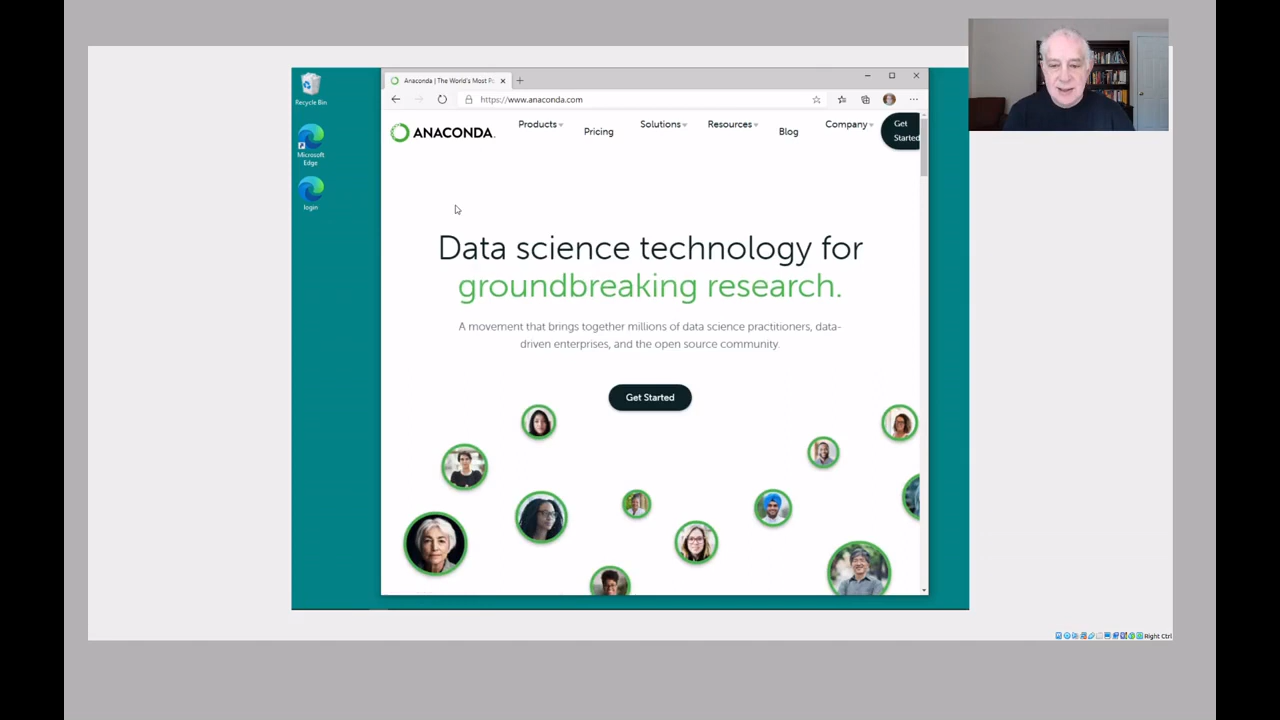 Recycle Bin
Microsoft
Edge
login
Anaconda | The World's Most Po
https://www.anaconda.com
ANACONDA.
Products
Pricing
Solutions
Resources
Blog
Company
Get
Started
Data science technology for
groundbreaking research.
A movement that brings together millions of data science practitioners, data-
driven enterprises, and the open source community.
Get Started
Right Ctrl